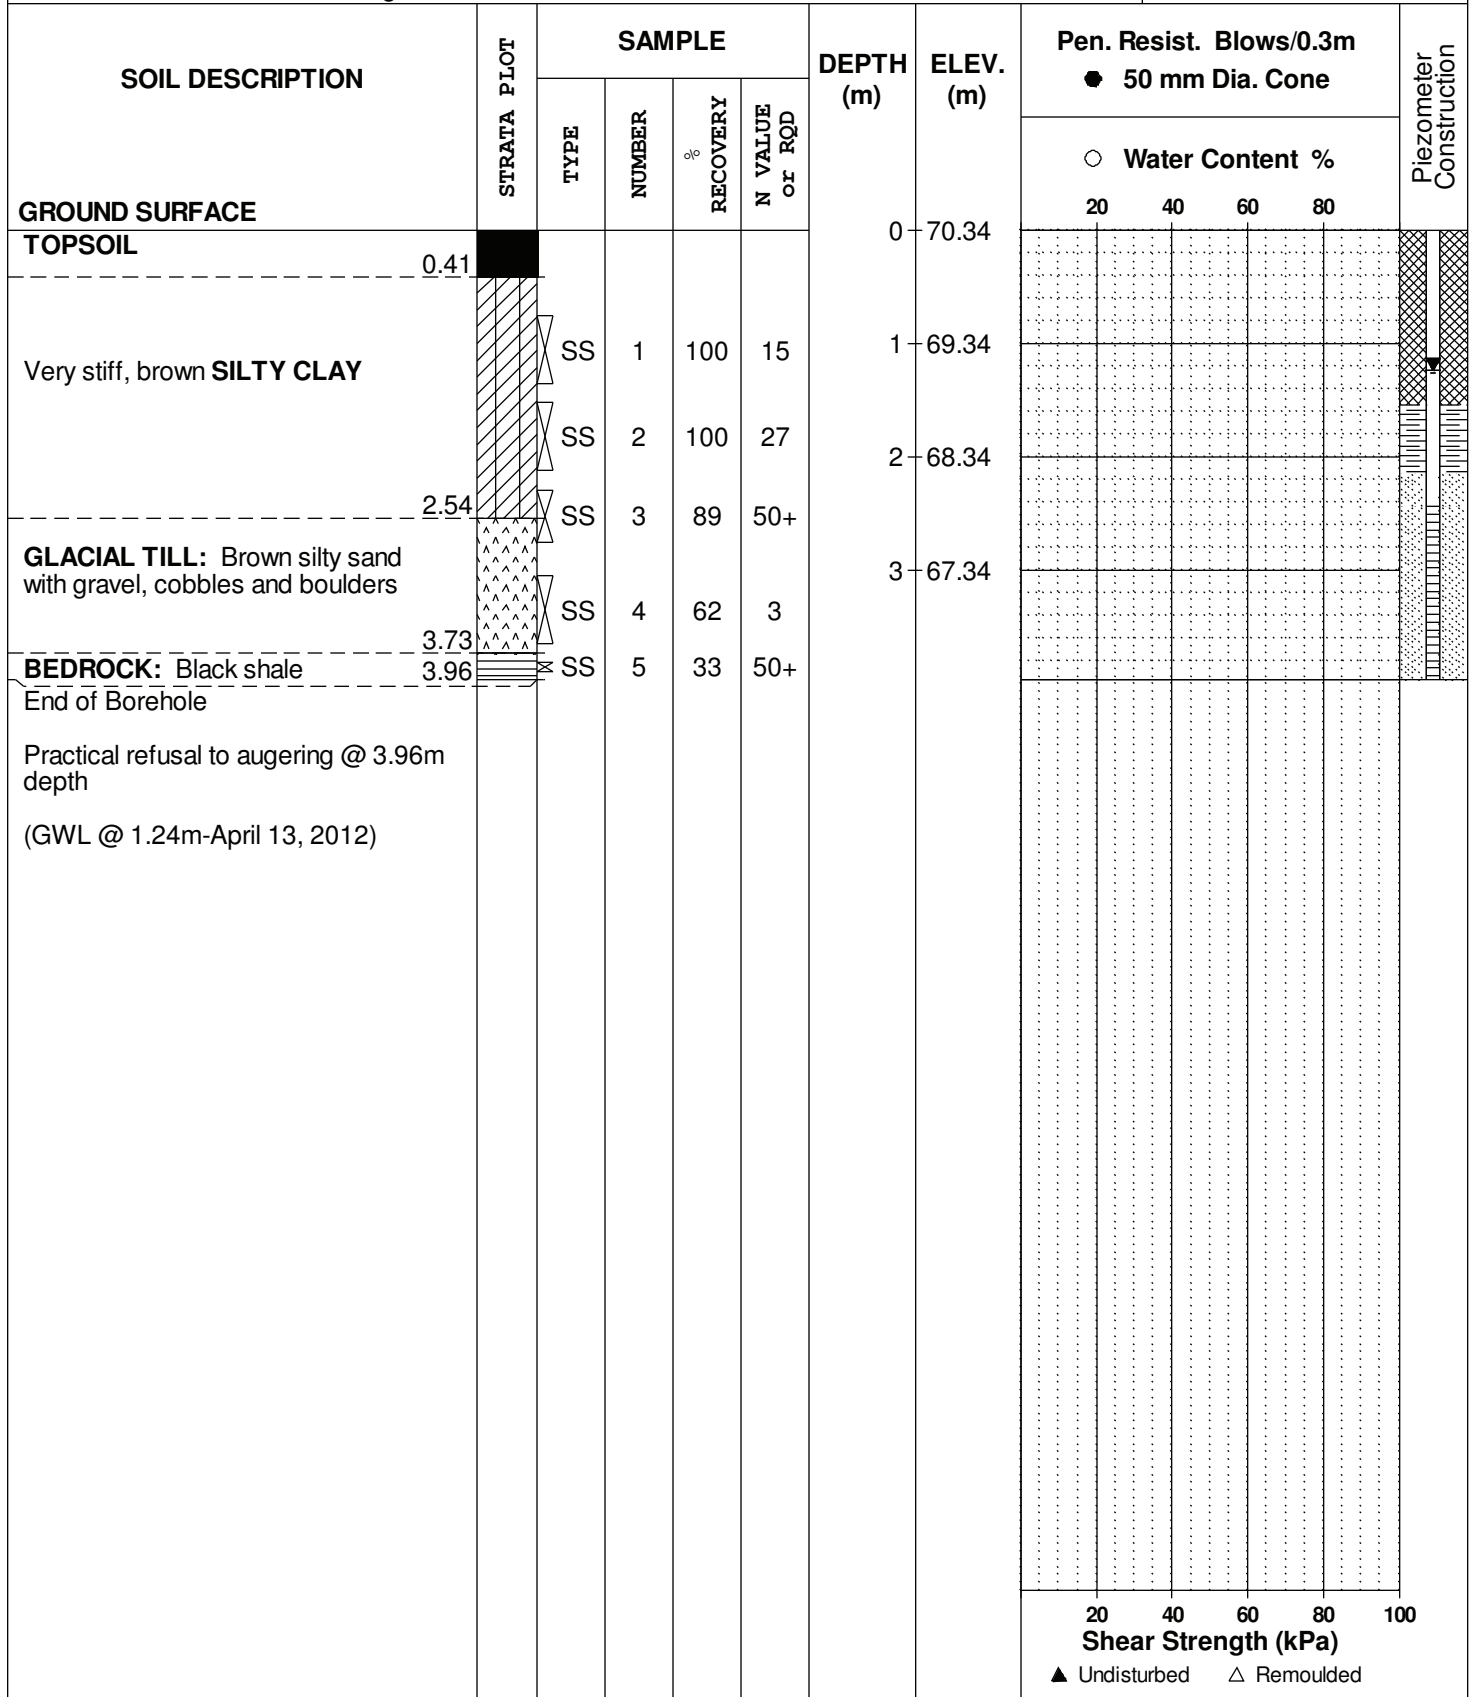 SOIL DESCRIPTION
GROUND SURFACE
STRATA PLOT
SAMPLE
TYPE
NUMBER
% RECOVERY
N VALUE or RQD
DEPTH (m)
ELEV. (m)
Pen. Resist. Blows/0.3m
● 50 mm Dia. Cone
○ Water Content %
20 40 60 80
Piezometer Construction
0 70.34
TOPSOIL
0.41
1 69.34
SS 1 100 15
Very stiff, brown SILTY CLAY
SS 2 100 27
2 68.34
2.54
SS 3 89 50+
GLACIAL TILL: Brown silty sand
with gravel, cobbles and boulders
3 67.34
SS 4 62 3
3.73
BEDROCK: Black shale 3.96
SS 5 33 50+
End of Borehole
Practical refusal to augering @ 3.96m
depth
(GWL @ 1.24m-April 13, 2012)
20 40 60 80 100
Shear Strength (kPa)
▲ Undisturbed △ Remoulded